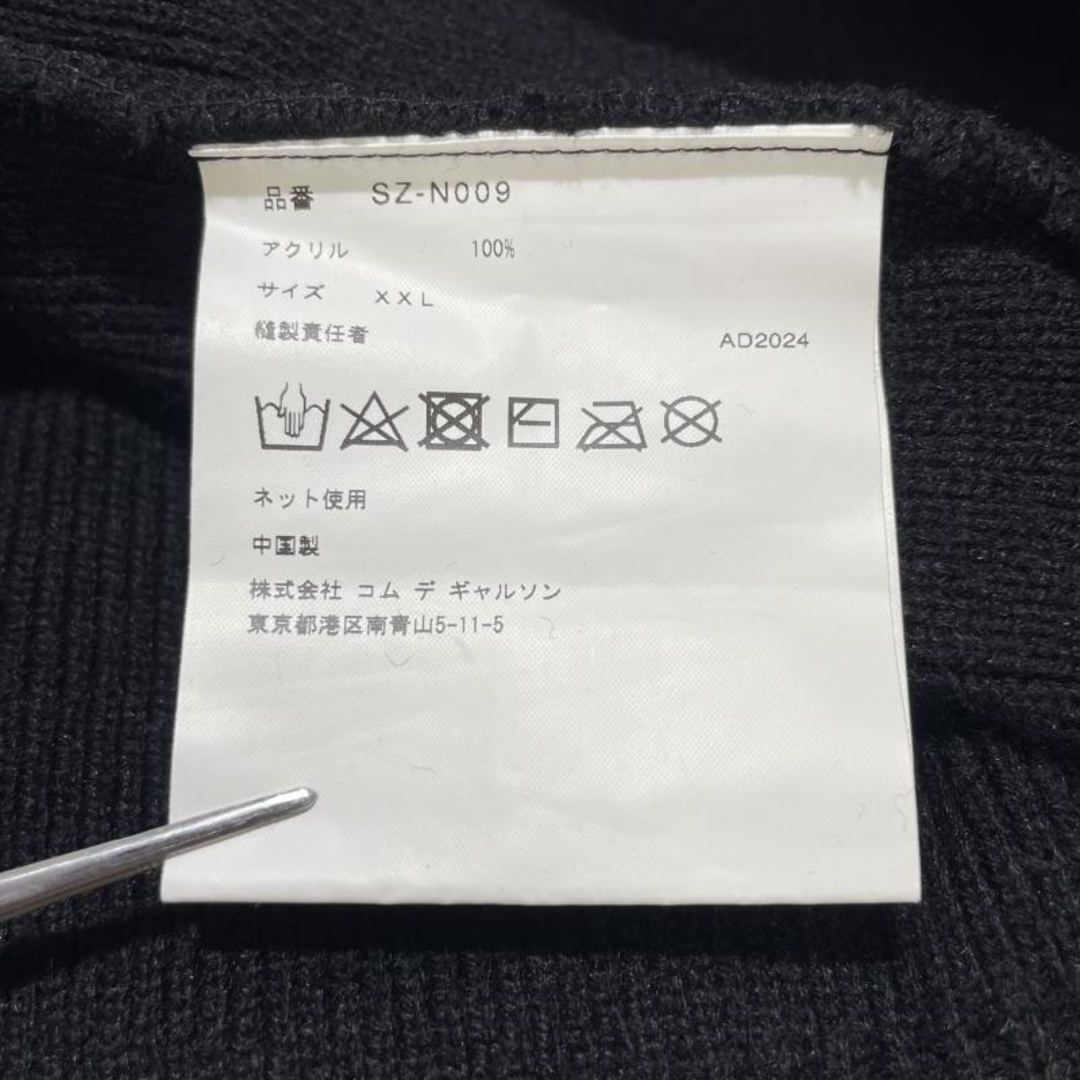 品番 SZ-N009
アクリル 100%
サイズ XXL
縫製責任者 AD2024
ネット使用
中国製
株式会社 コム デ ギャルソン
東京都港区南青山5-11-5